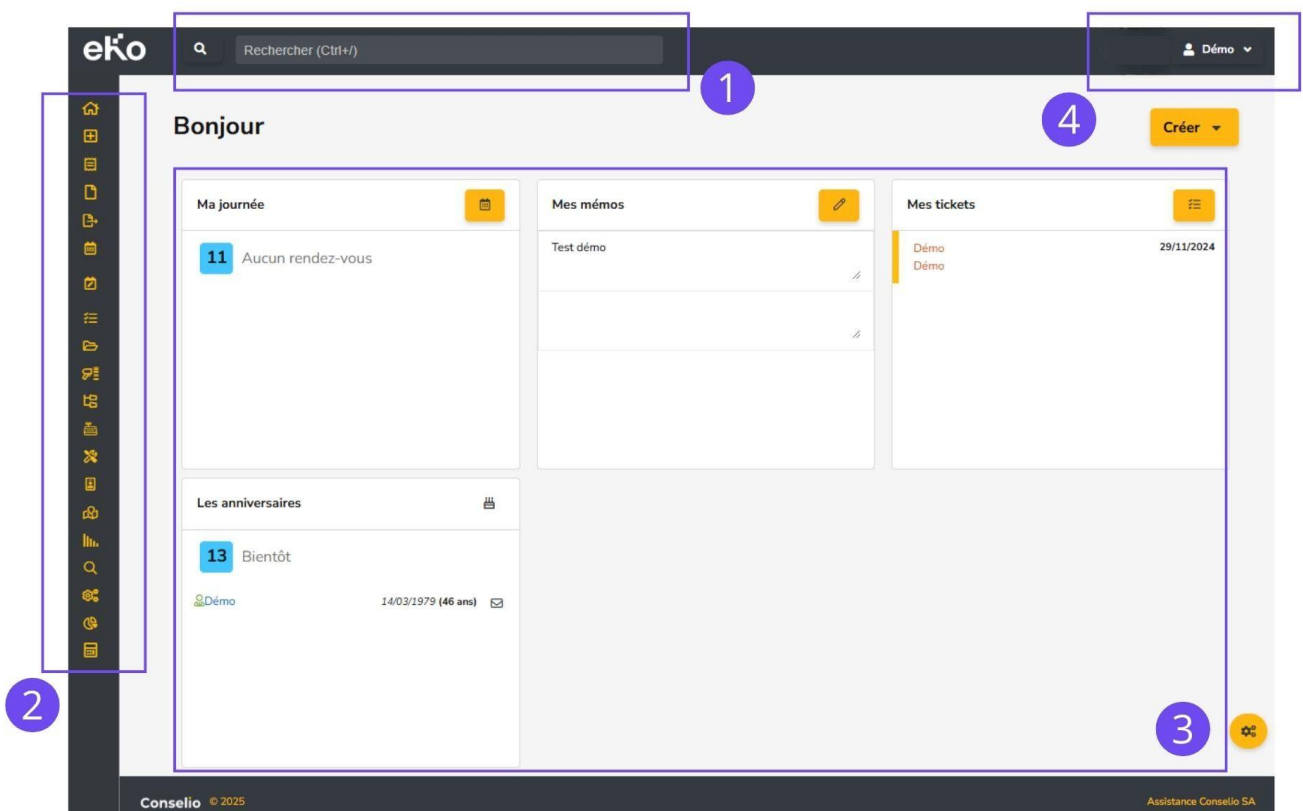 eko
Rechercher (Ctrl+/)
Démo
1
Bonjour
4
Créer
Ma journée
Mes mémos
Mes tickets
11 Aucun rendez-vous
Test démo
Démo 29/11/2024
Démo
Les anniversaires
13 Bientôt
Démo 14/03/1979 (46 ans)
2
3
Conselio © 2025
Assistance Conselio SA